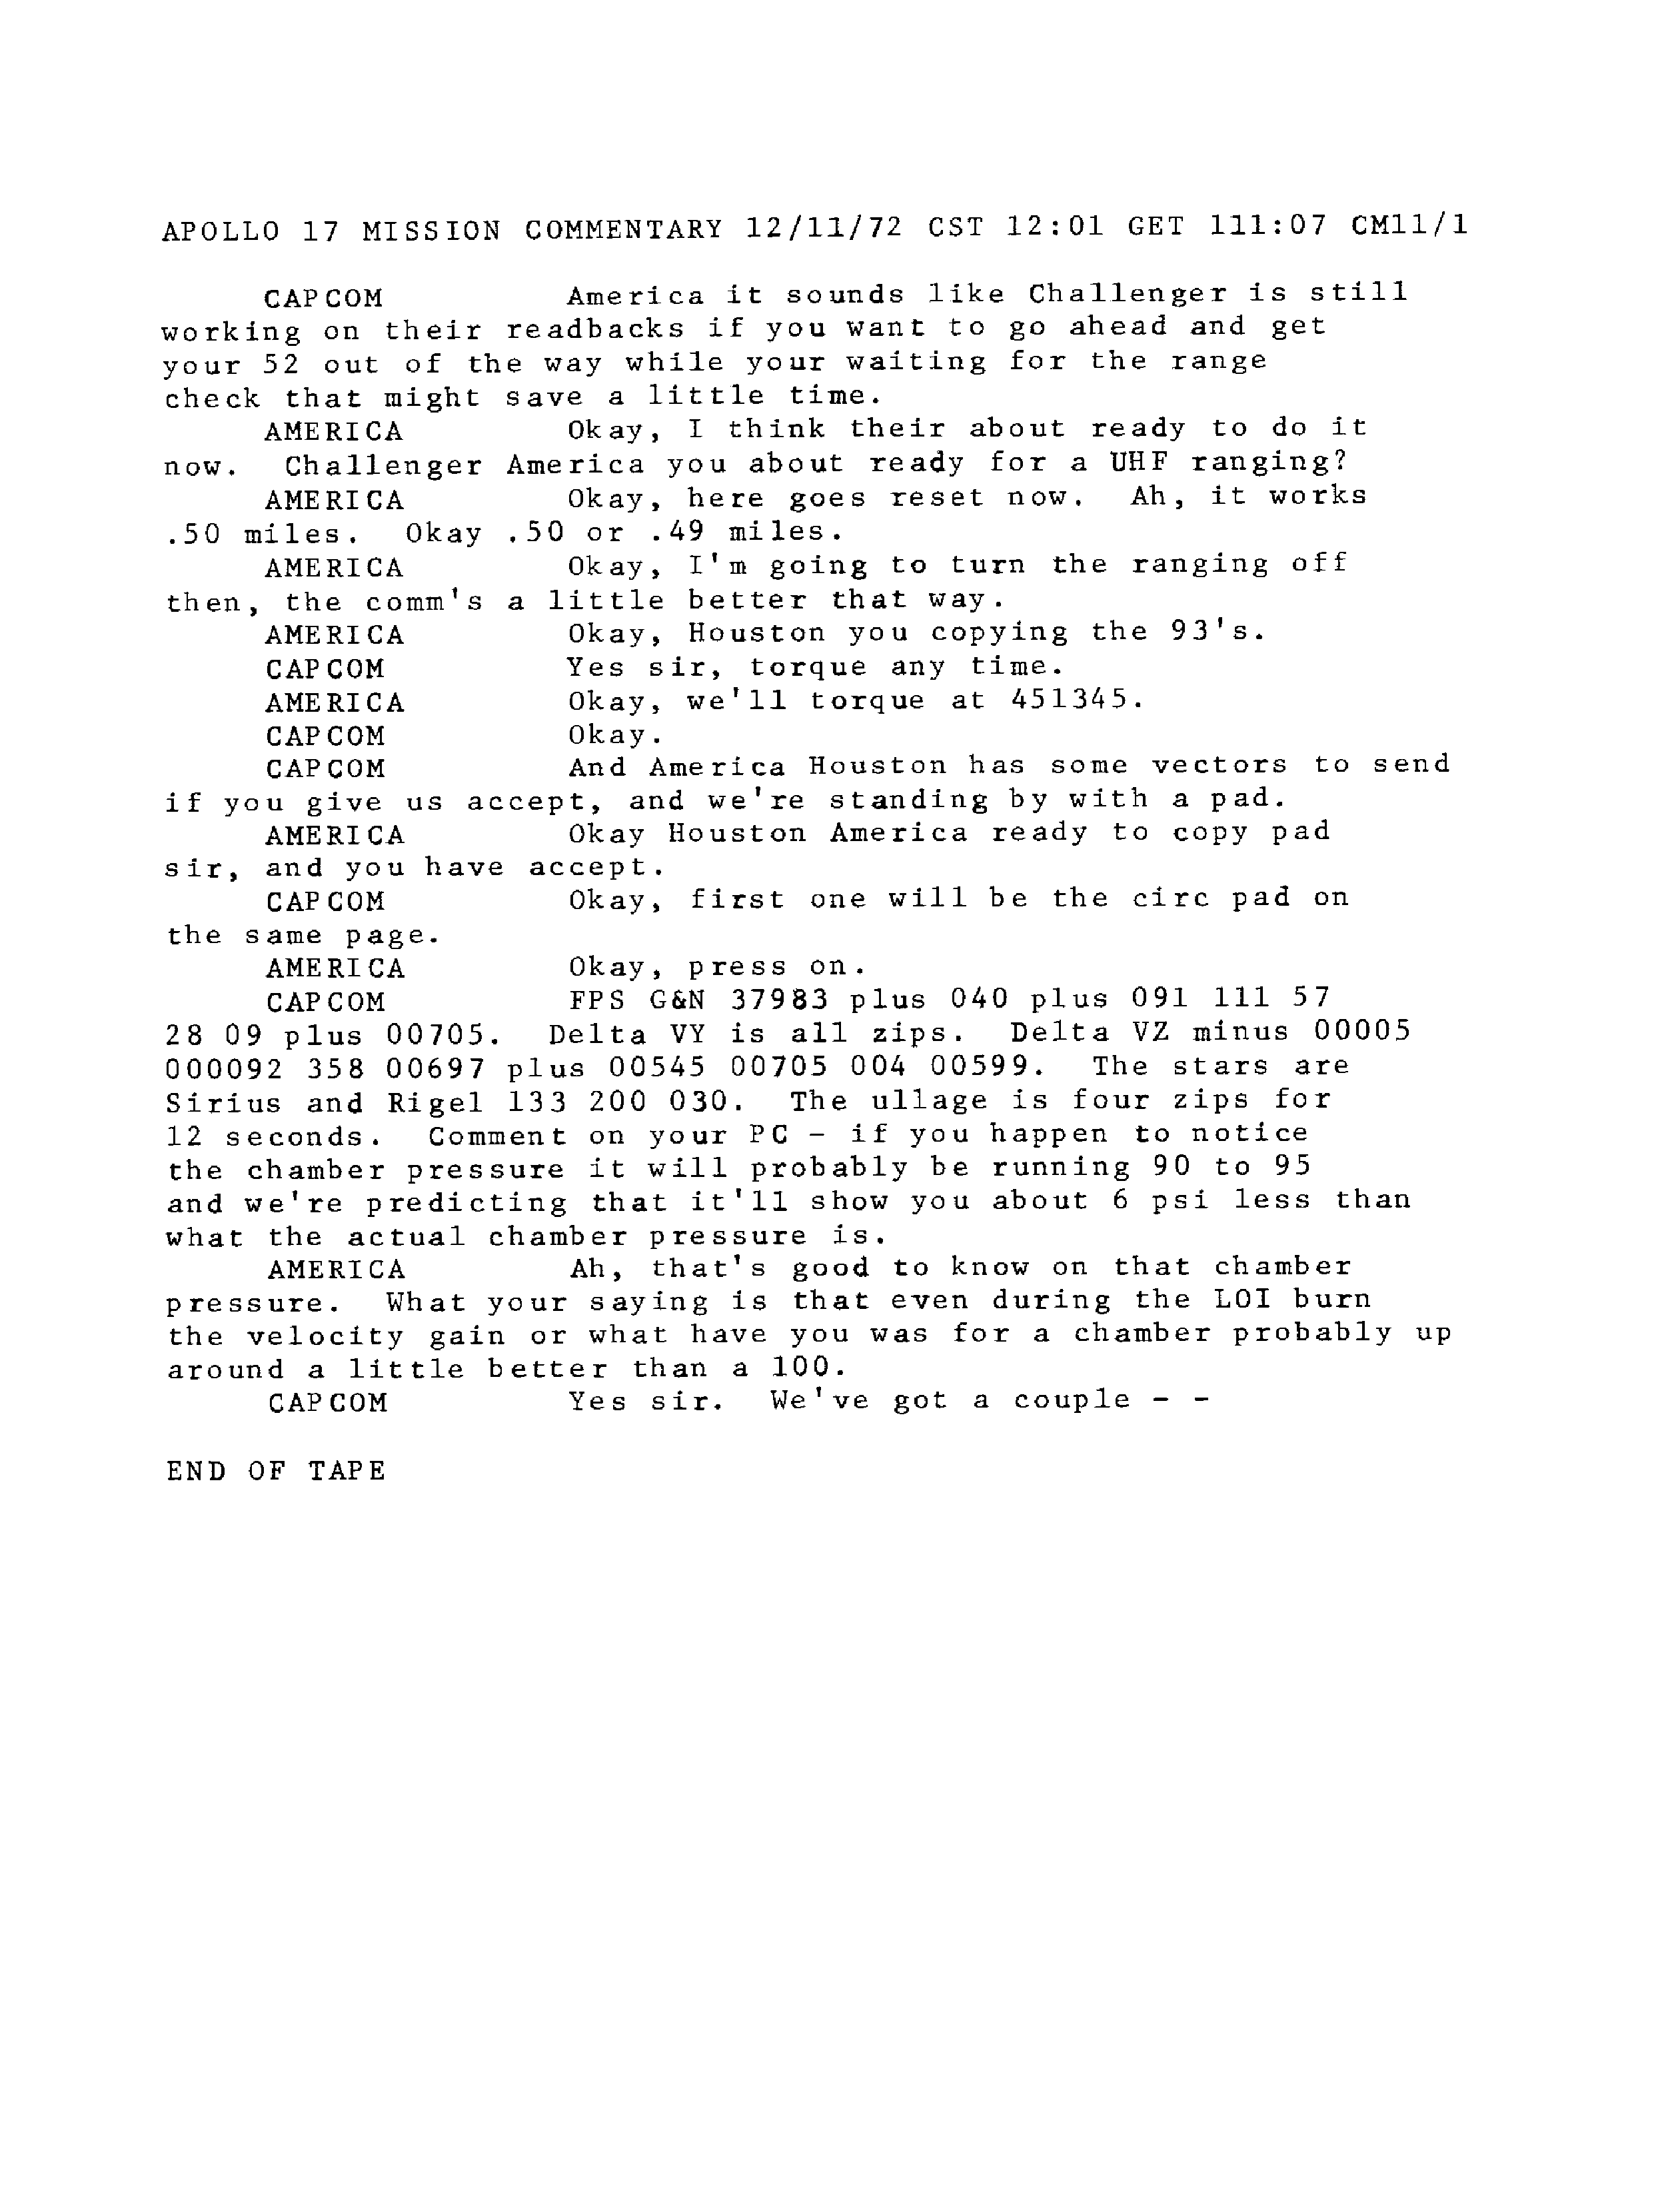 APOLLO 17 MISSION COMMENTARY 12/11/72 CST 12:01 GET 111:07 CM11/1
CAPCOM America it sounds like Challenger is still
working on their readbacks if you want to go ahead and get
your 52 out of the way while your waiting for the range
check that might save a little time.
AMERICA Okay, I think their about ready to do it
now. Challenger America you about ready for a UHF ranging?
AMERICA Okay, here goes reset now. Ah, it works
.50 miles. Okay .50 or .49 miles.
AMERICA Okay, I'm going to turn the ranging off
then, the comm's a little better that way.
AMERICA Okay, Houston you copying the 93's.
CAPCOM Yes sir, torque any time.
AMERICA Okay, we'll torque at 451345.
CAPCOM Okay.
CAPCOM And America Houston has some vectors to send
if you give us accept, and we're standing by with a pad.
AMERICA Okay Houston America ready to copy pad
sir, and you have accept.
CAPCOM Okay, first one will be the circ pad on
the same page.
AMERICA Okay, press on.
CAPCOM FPS G&N 37983 plus 040 plus 091 111 57
28 09 plus 00705. Delta VY is all zips. Delta VZ minus 00005
000092 358 00697 plus 00545 00705 004 00599. The stars are
Sirius and Rigel 133 200 030. The ullage is four zips for
12 seconds. Comment on your PC - if you happen to notice
the chamber pressure it will probably be running 90 to 95
and we're predicting that it'll show you about 6 psi less than
what the actual chamber pressure is.
AMERICA Ah, that's good to know on that chamber
pressure. What your saying is that even during the LOI burn
the velocity gain or what have you was for a chamber probably up
around a little better than a 100.
CAPCOM Yes sir. We've got a couple - -
END OF TAPE